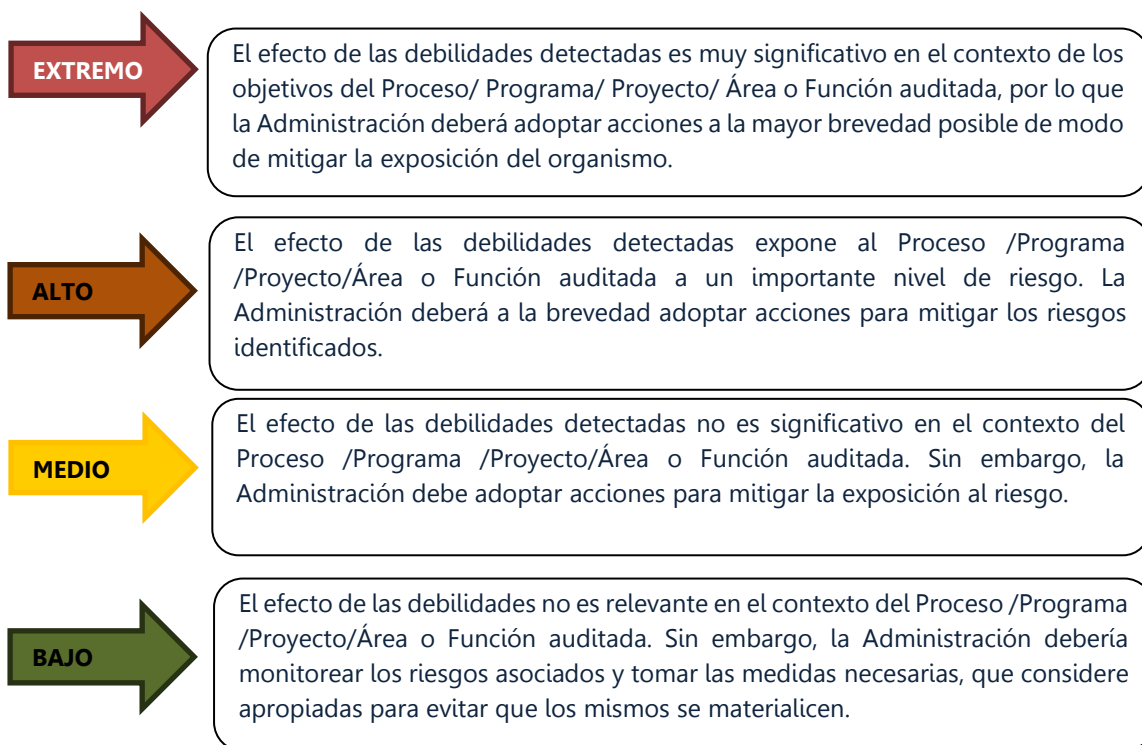 EXTREMO
El efecto de las debilidades detectadas es muy significativo en el contexto de los
objetivos del Proceso/ Programa/ Proyecto/ Área o Función auditada, por lo que
la Administración deberá adoptar acciones a la mayor brevedad posible de modo
de mitigar la exposición del organismo.
ALTO
El efecto de las debilidades detectadas expone al Proceso /Programa
/Proyecto/Área o Función auditada a un importante nivel de riesgo. La
Administración deberá a la brevedad adoptar acciones para mitigar los riesgos
identificados.
MEDIO
El efecto de las debilidades detectadas no es significativo en el contexto del
Proceso /Programa /Proyecto/Área o Función auditada. Sin embargo, la
Administración debe adoptar acciones para mitigar la exposición al riesgo.
BAJO
El efecto de las debilidades no es relevante en el contexto del Proceso /Programa
/Proyecto/Área o Función auditada. Sin embargo, la Administración debería
monitorear los riesgos asociados y tomar las medidas necesarias, que considere
apropiadas para evitar que los mismos se materialicen.